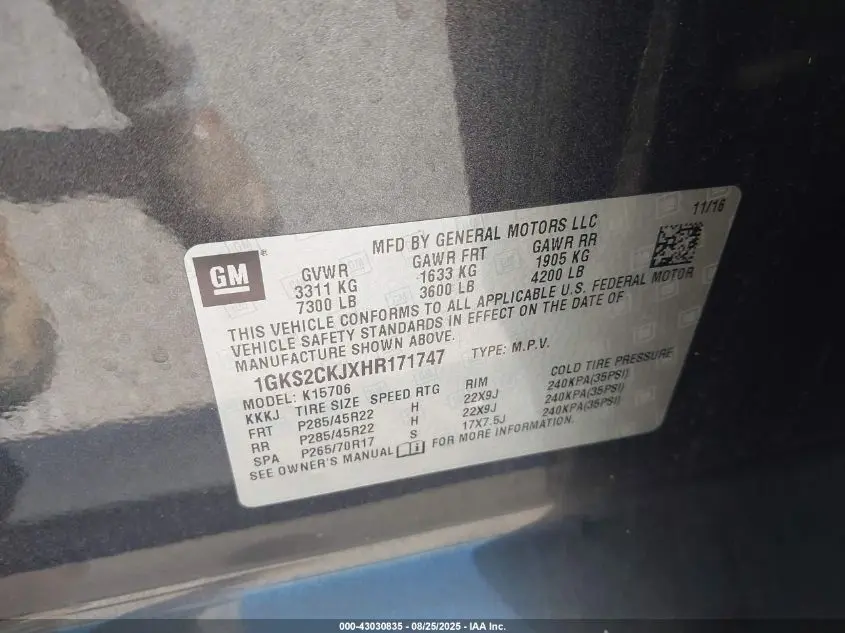 11/16
GM ®
MFD BY GENERAL MOTORS LLC
GVWR GAWR FRT GAWR RR
3311 KG 1633 KG 1905 KG
7300 LB 3600 LB 4200 LB
THIS VEHICLE CONFORMS TO ALL APPLICABLE U.S. FEDERAL MOTOR
VEHICLE SAFETY STANDARDS IN EFFECT ON THE DATE OF
MANUFACTURE SHOWN ABOVE.
1GKS2CKJXHR171747 TYPE: M.P.V.
MODEL: K15706
KKKJ TIRE SIZE SPEED RTG RIM COLD TIRE PRESSURE
FRT P285/45R22 H 22X9J 240KPA(35PSI)
RR P285/45R22 H 22X9J 240KPA(35PSI)
SPA P265/70R17 S 17X7.5J 240KPA(35PSI)
SEE OWNER'S MANUAL FOR MORE INFORMATION.
000-43030835 - 08/25/2025 - IAA Inc.